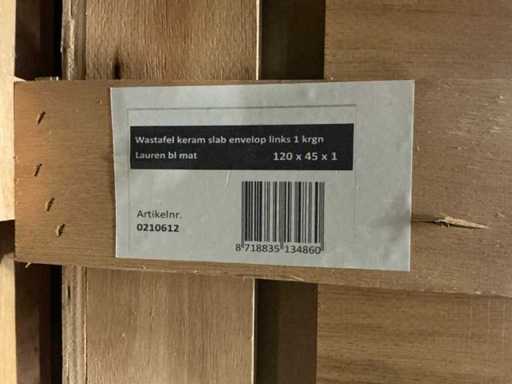 Wastafel keram slab envelop links 1 krgn
Lauren bl mat 120 x 45 x 1
Artikelnr.
0210612
8 718835 134860